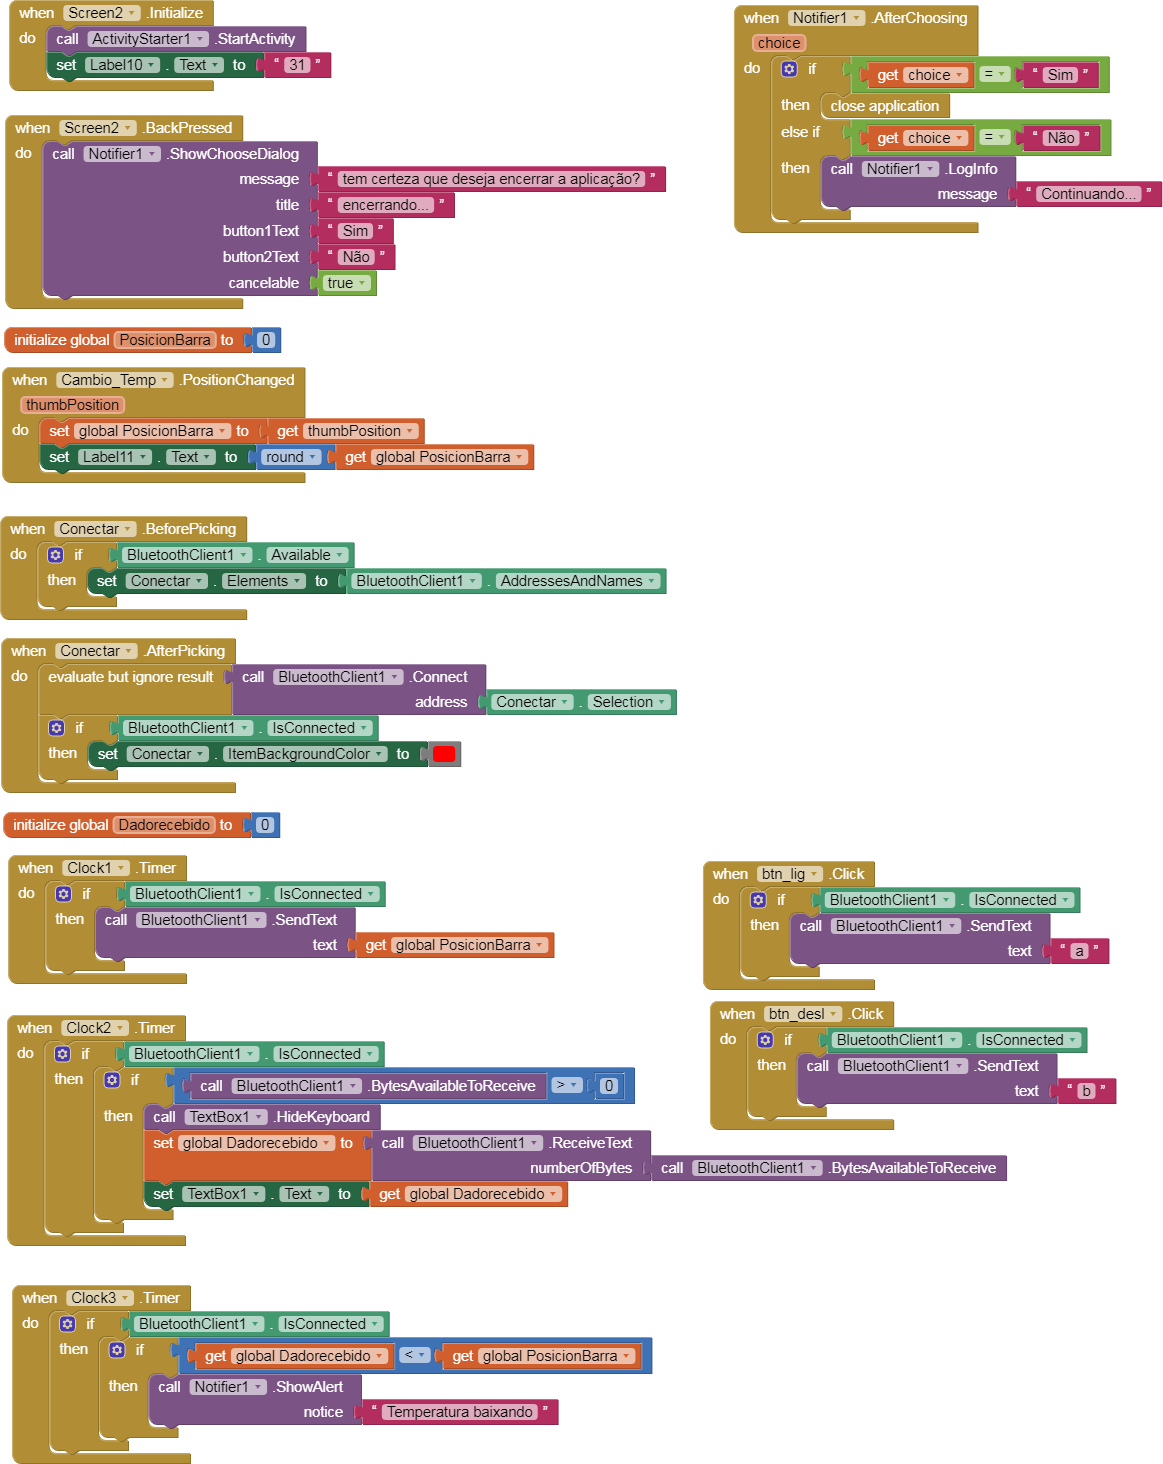 when Screen2 .Initialize
do call ActivityStarter1 .StartActivity
set Label10 . Text to " 31 "
when Screen2 .BackPressed
do call Notifier1 .ShowChooseDialog
message " tem certeza que deseja encerrar a aplicação? "
title " encerrando... "
button1Text " Sim "
button2Text " Não "
cancelable true
when Notifier1 .AfterChoosing
choice
do if get choice = " Sim "
then close application
else if get choice = " Não "
then call Notifier1 .LogInfo
message " Continuando... "
initialize global PosicionBarra to 0
when Cambio_Temp .PositionChanged
thumbPosition
do set global PosicionBarra to get thumbPosition
set Label11 . Text to round get global PosicionBarra
when Conectar .BeforePicking
do if BluetoothClient1 . Available
then set Conectar . Elements to BluetoothClient1 . AddressesAndNames
when Conectar .AfterPicking
do evaluate but ignore result call BluetoothClient1 .Connect
address Conectar . Selection
if BluetoothClient1 . IsConnected
then set Conectar . ItemBackgroundColor to
initialize global Dadorecebido to 0
when Clock1 .Timer
do if BluetoothClient1 . IsConnected
then call BluetoothClient1 .SendText
text get global PosicionBarra
when btn_lig .Click
do if BluetoothClient1 . IsConnected
then call BluetoothClient1 .SendText
text " a "
when btn_desl .Click
do if BluetoothClient1 . IsConnected
then call BluetoothClient1 .SendText
text " b "
when Clock2 .Timer
do if BluetoothClient1 . IsConnected
then if call BluetoothClient1 .BytesAvailableToReceive > 0
then call TextBox1 .HideKeyboard
set global Dadorecebido to call BluetoothClient1 .ReceiveText
numberOfBytes call BluetoothClient1 .BytesAvailableToReceive
set TextBox1 . Text to get global Dadorecebido
when Clock3 .Timer
do if BluetoothClient1 . IsConnected
then if get global Dadorecebido < get global PosicionBarra
then call Notifier1 .ShowAlert
notice " Temperatura baixando "